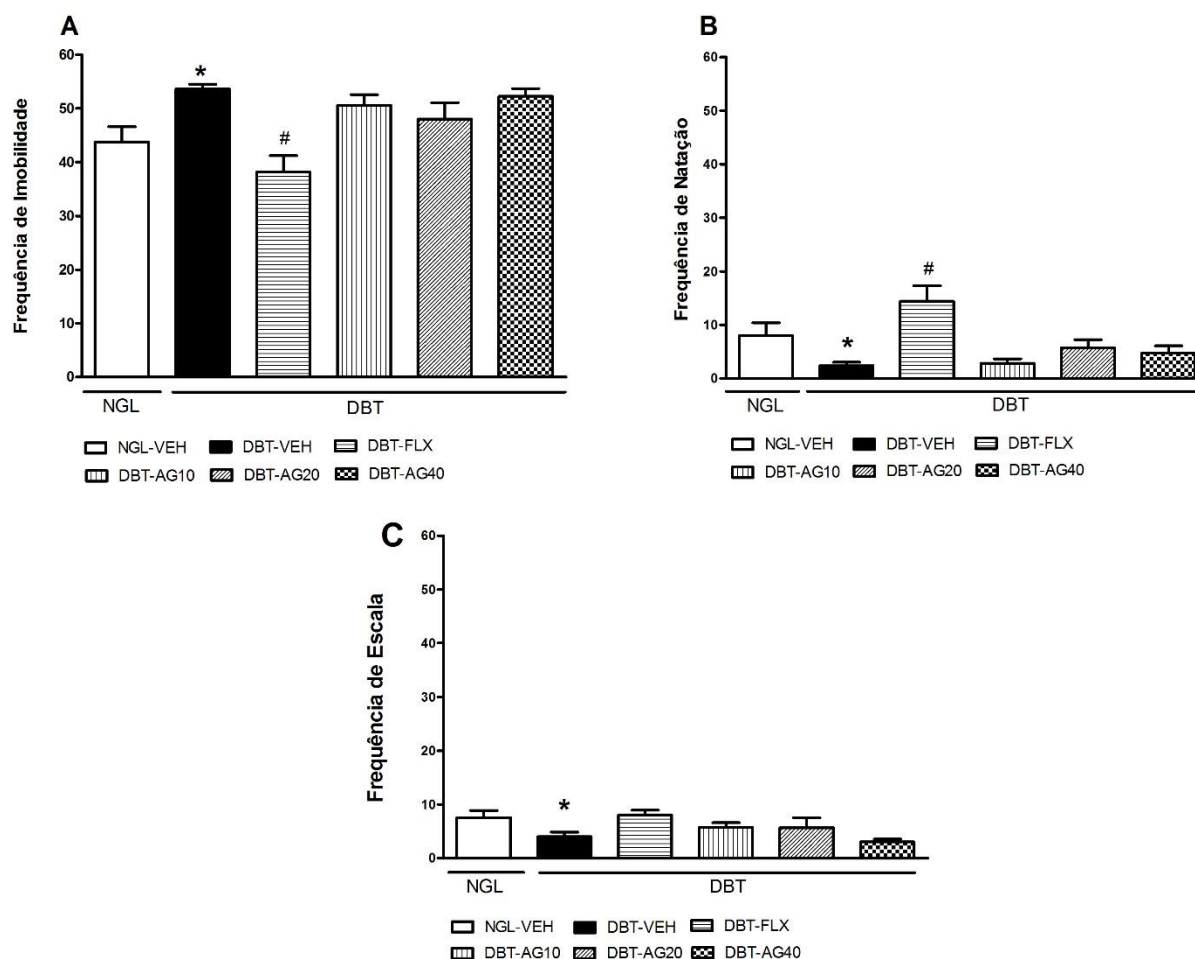 A
Frequência de Imobilidade
60
50
40
30
20
10
0
*
#
NGL
DBT
NGL-VEH DBT-VEH DBT-FLX
DBT-AG10 DBT-AG20 DBT-AG40
B
Frequência de Natação
60
50
40
30
20
10
0
*
#
NGL
DBT
NGL-VEH DBT-VEH DBT-FLX
DBT-AG10 DBT-AG20 DBT-AG40
C
Frequência de Escala
60
50
40
30
20
10
0
*
NGL
DBT
NGL-VEH DBT-VEH DBT-FLX
DBT-AG10 DBT-AG20 DBT-AG40